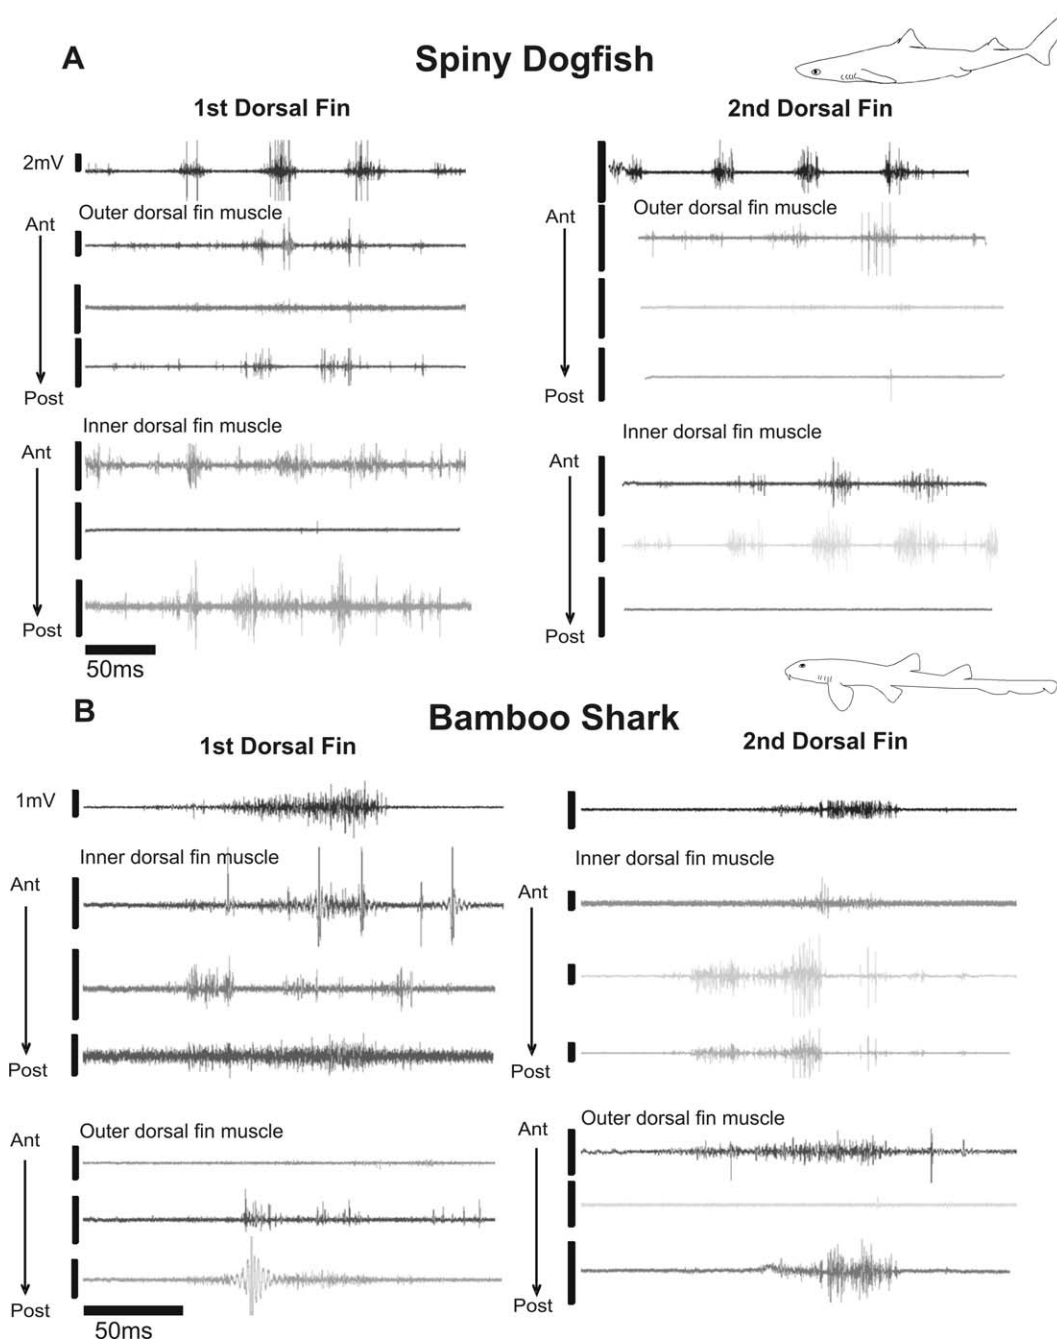 A
Spiny Dogfish
1st Dorsal Fin
2nd Dorsal Fin
2mV
Outer dorsal fin muscle
Ant
Post
Outer dorsal fin muscle
Ant
Post
Inner dorsal fin muscle
Ant
Post
Inner dorsal fin muscle
Ant
Post
50ms
B
Bamboo Shark
1st Dorsal Fin
2nd Dorsal Fin
1mV
Inner dorsal fin muscle
Ant
Post
Inner dorsal fin muscle
Ant
Post
Outer dorsal fin muscle
Ant
Post
Outer dorsal fin muscle
Ant
Post
50ms